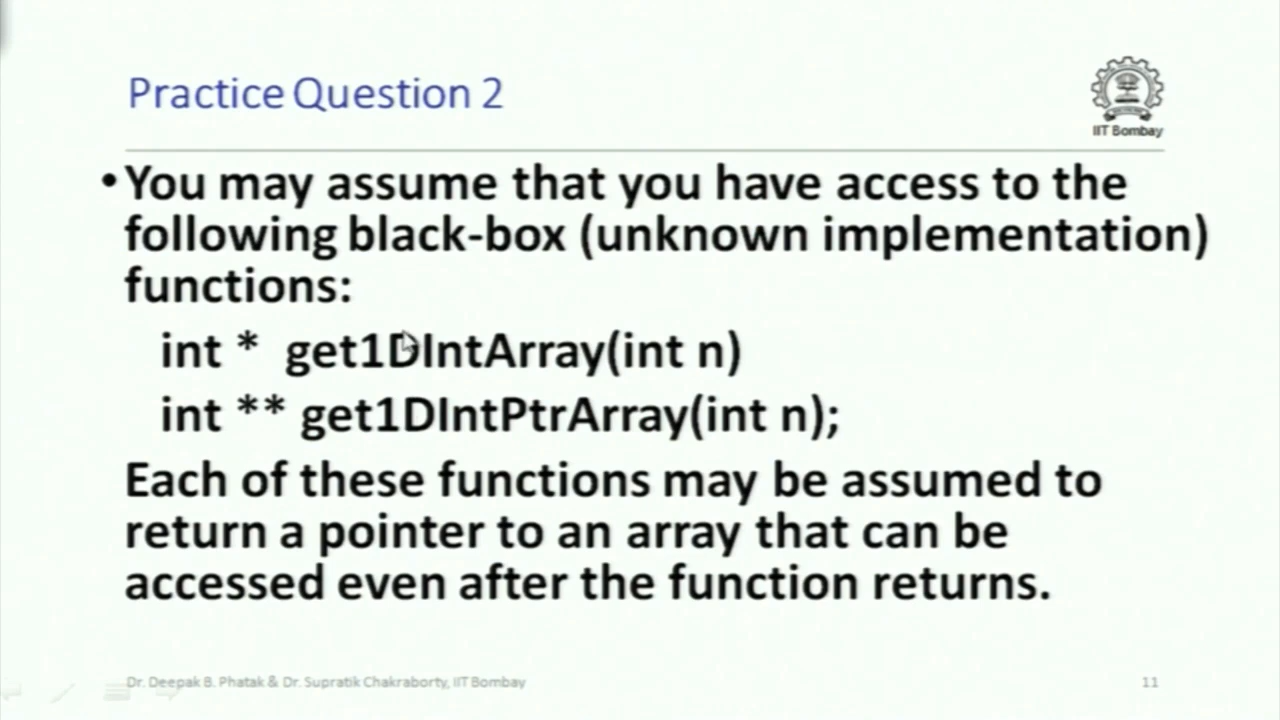 Practice Question 2
IIT Bombay
•You may assume that you have access to the
following black-box (unknown implementation)
functions:
int * get1DIntArray(int n)
int ** get1DIntPtrArray(int n);
Each of these functions may be assumed to
return a pointer to an array that can be
accessed even after the function returns.
Dr. Deepak B. Phatak & Dr. Supratik Chakraborty, IIT Bombay
11